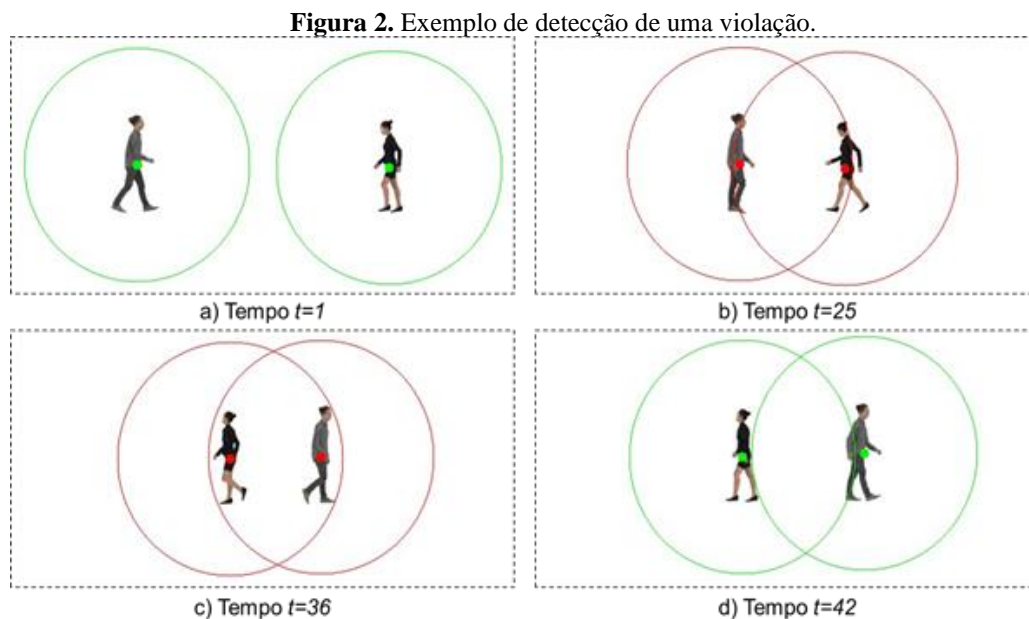 Figura 2. Exemplo de detecção de uma violação.
a) Tempo t=1
b) Tempo t=25
c) Tempo t=36
d) Tempo t=42